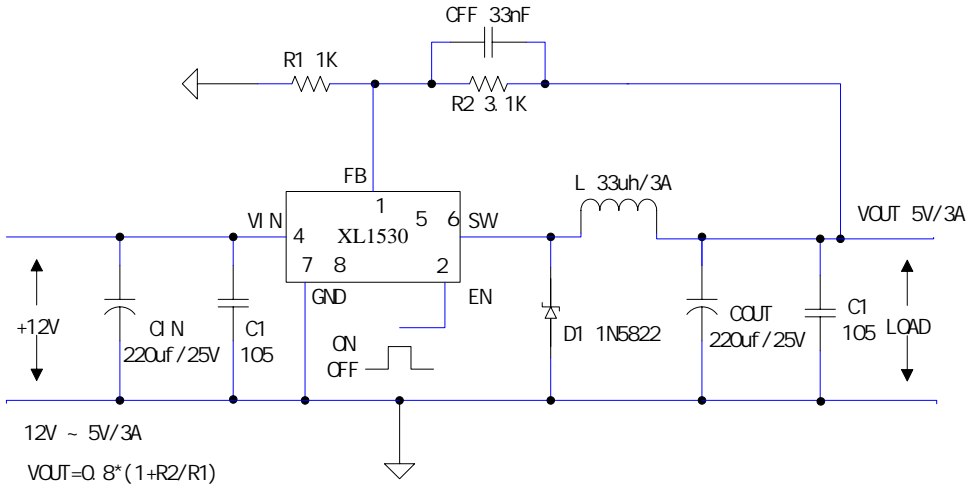 CFF 33nF
R1 1K
R2 3.1K
FB
L 33uh/3A
1
VIN
5
6
SW
VOUT 5V/3A
4
XL1530
7
8
2
GND
EN
+12V
CIN
220uf/25V
C1
105
ON
OFF
D1 1N5822
COUT
220uf/25V
C1
105
LOAD
12V ~ 5V/3A
VOUT=0.8*(1+R2/R1)